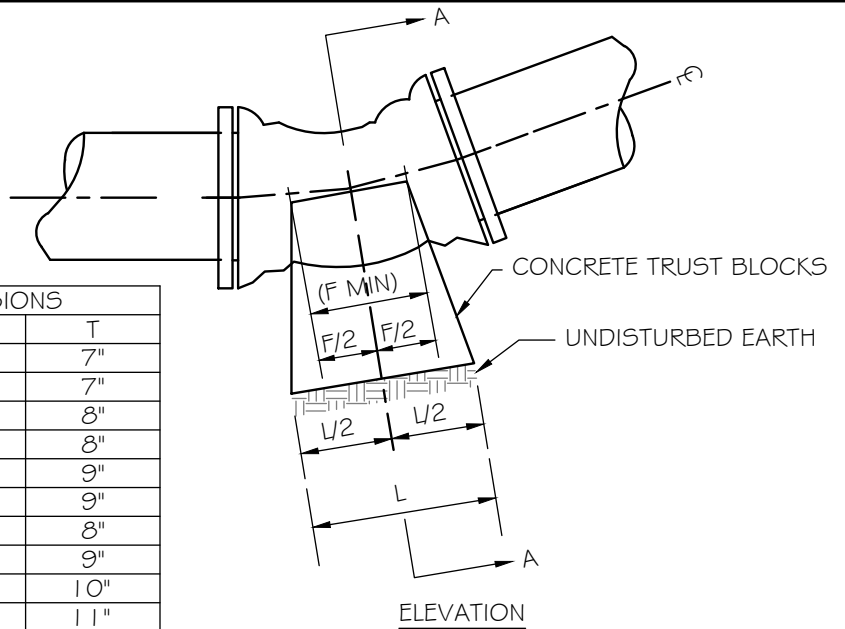 A
℄
CONCRETE TRUST BLOCKS
(F MIN)
UNDISTURBED EARTH
F/2 F/2
L/2 L/2
L
A
ELEVATION
SIONS
T
7"
7"
8"
8"
9"
9"
8"
9"
10"
11"